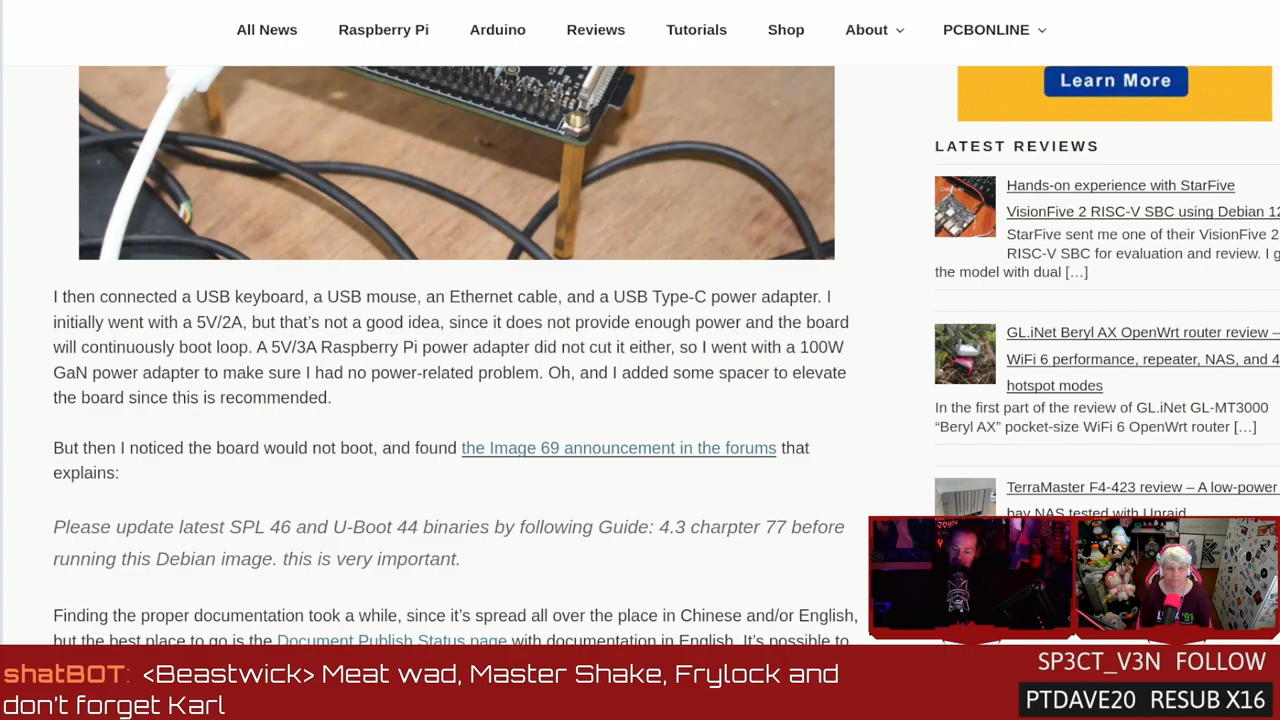 All News Raspberry Pi Arduino Reviews Tutorials Shop About PCBONLINE
Learn More
I then connected a USB keyboard, a USB mouse, an Ethernet cable, and a USB Type-C power adapter. I
initially went with a 5V/2A, but that's not a good idea, since it does not provide enough power and the board
will continuously boot loop. A 5V/3A Raspberry Pi power adapter did not cut it either, so I went with a 100W
GaN power adapter to make sure I had no power-related problem. Oh, and I added some spacer to elevate
the board since this is recommended.
But then I noticed the board would not boot, and found the Image 69 announcement in the forums that
explains:
Please update latest SPL 46 and U-Boot 44 binaries by following Guide: 4.3 charpter 77 before
running this Debian image. this is very important.
Finding the proper documentation took a while, since it's spread all over the place in Chinese and/or English,
but the best place to go is the Document Publish Status page with documentation in English. It's possible to
LATEST REVIEWS
Hands-on experience with StarFive
VisionFive 2 RISC-V SBC using Debian 12
StarFive sent me one of their VisionFive 2
RISC-V SBC for evaluation and review. I g
the model with dual […]
GL.iNet Beryl AX OpenWrt router review –
WiFi 6 performance, repeater, NAS, and 4
hotspot modes
In the first part of the review of GL.iNet GL-MT3000
“Beryl AX” pocket-size WiFi 6 OpenWrt router […]
TerraMaster F4-423 review – A low-power
bay NAS tested with Unraid
shatBOT: <Beastwick> Meat wad, Master Shake, Frylock and
don't forget Karl
SP3CT_V3N FOLLOW
PTDAVE20 RESUB X16